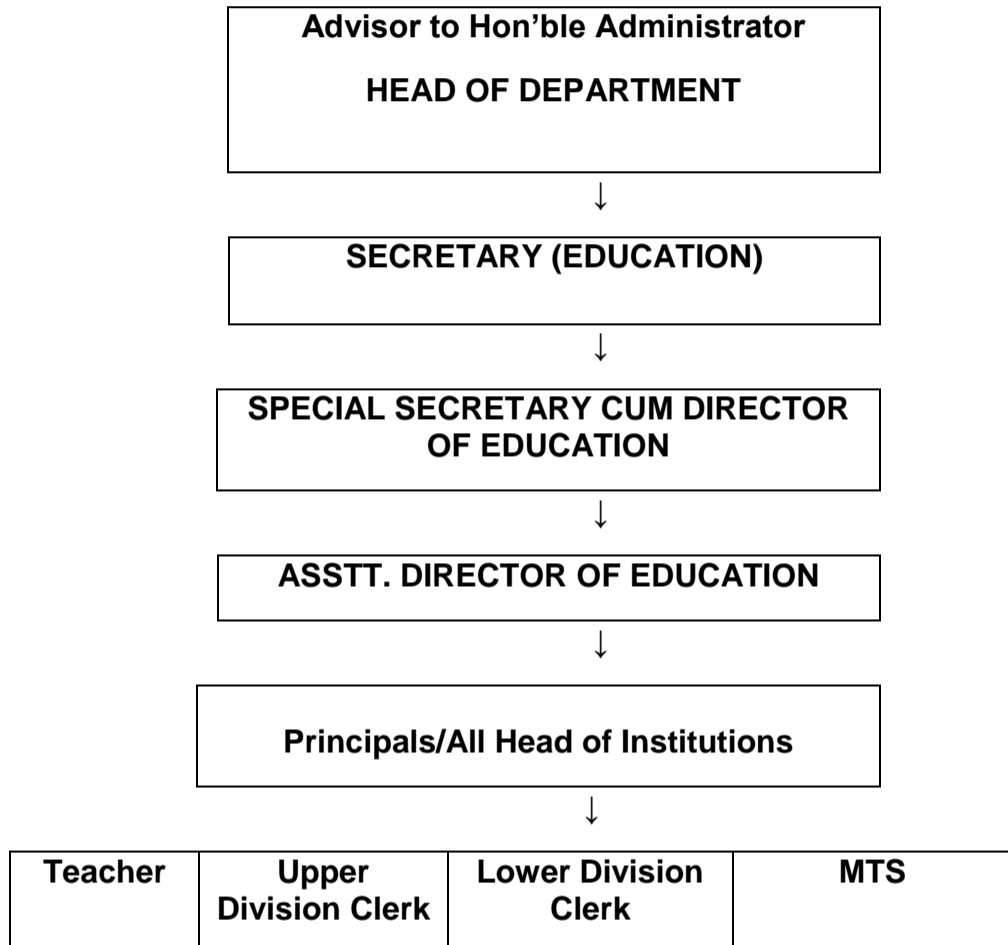 Advisor to Hon’ble Administrator
HEAD OF DEPARTMENT
↓
SECRETARY (EDUCATION)
↓
SPECIAL SECRETARY CUM DIRECTOR
OF EDUCATION
↓
ASSTT. DIRECTOR OF EDUCATION
↓
Principals/All Head of Institutions
↓
Teacher
Upper
Division Clerk
Lower Division
Clerk
MTS